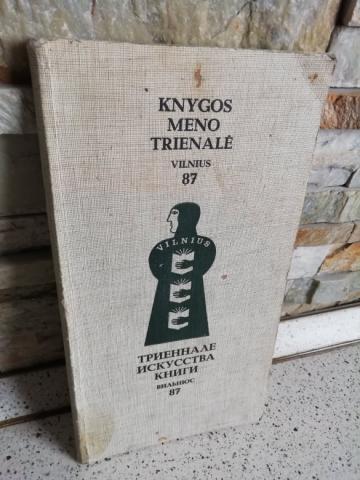 KNYGOS
MENO
TRIENALĖ
VILNIUS
87
VILNIUS
ТРИЕННАЛЕ
ИСКУССТВА
КНИГИ
ВИЛЬНЮС
87